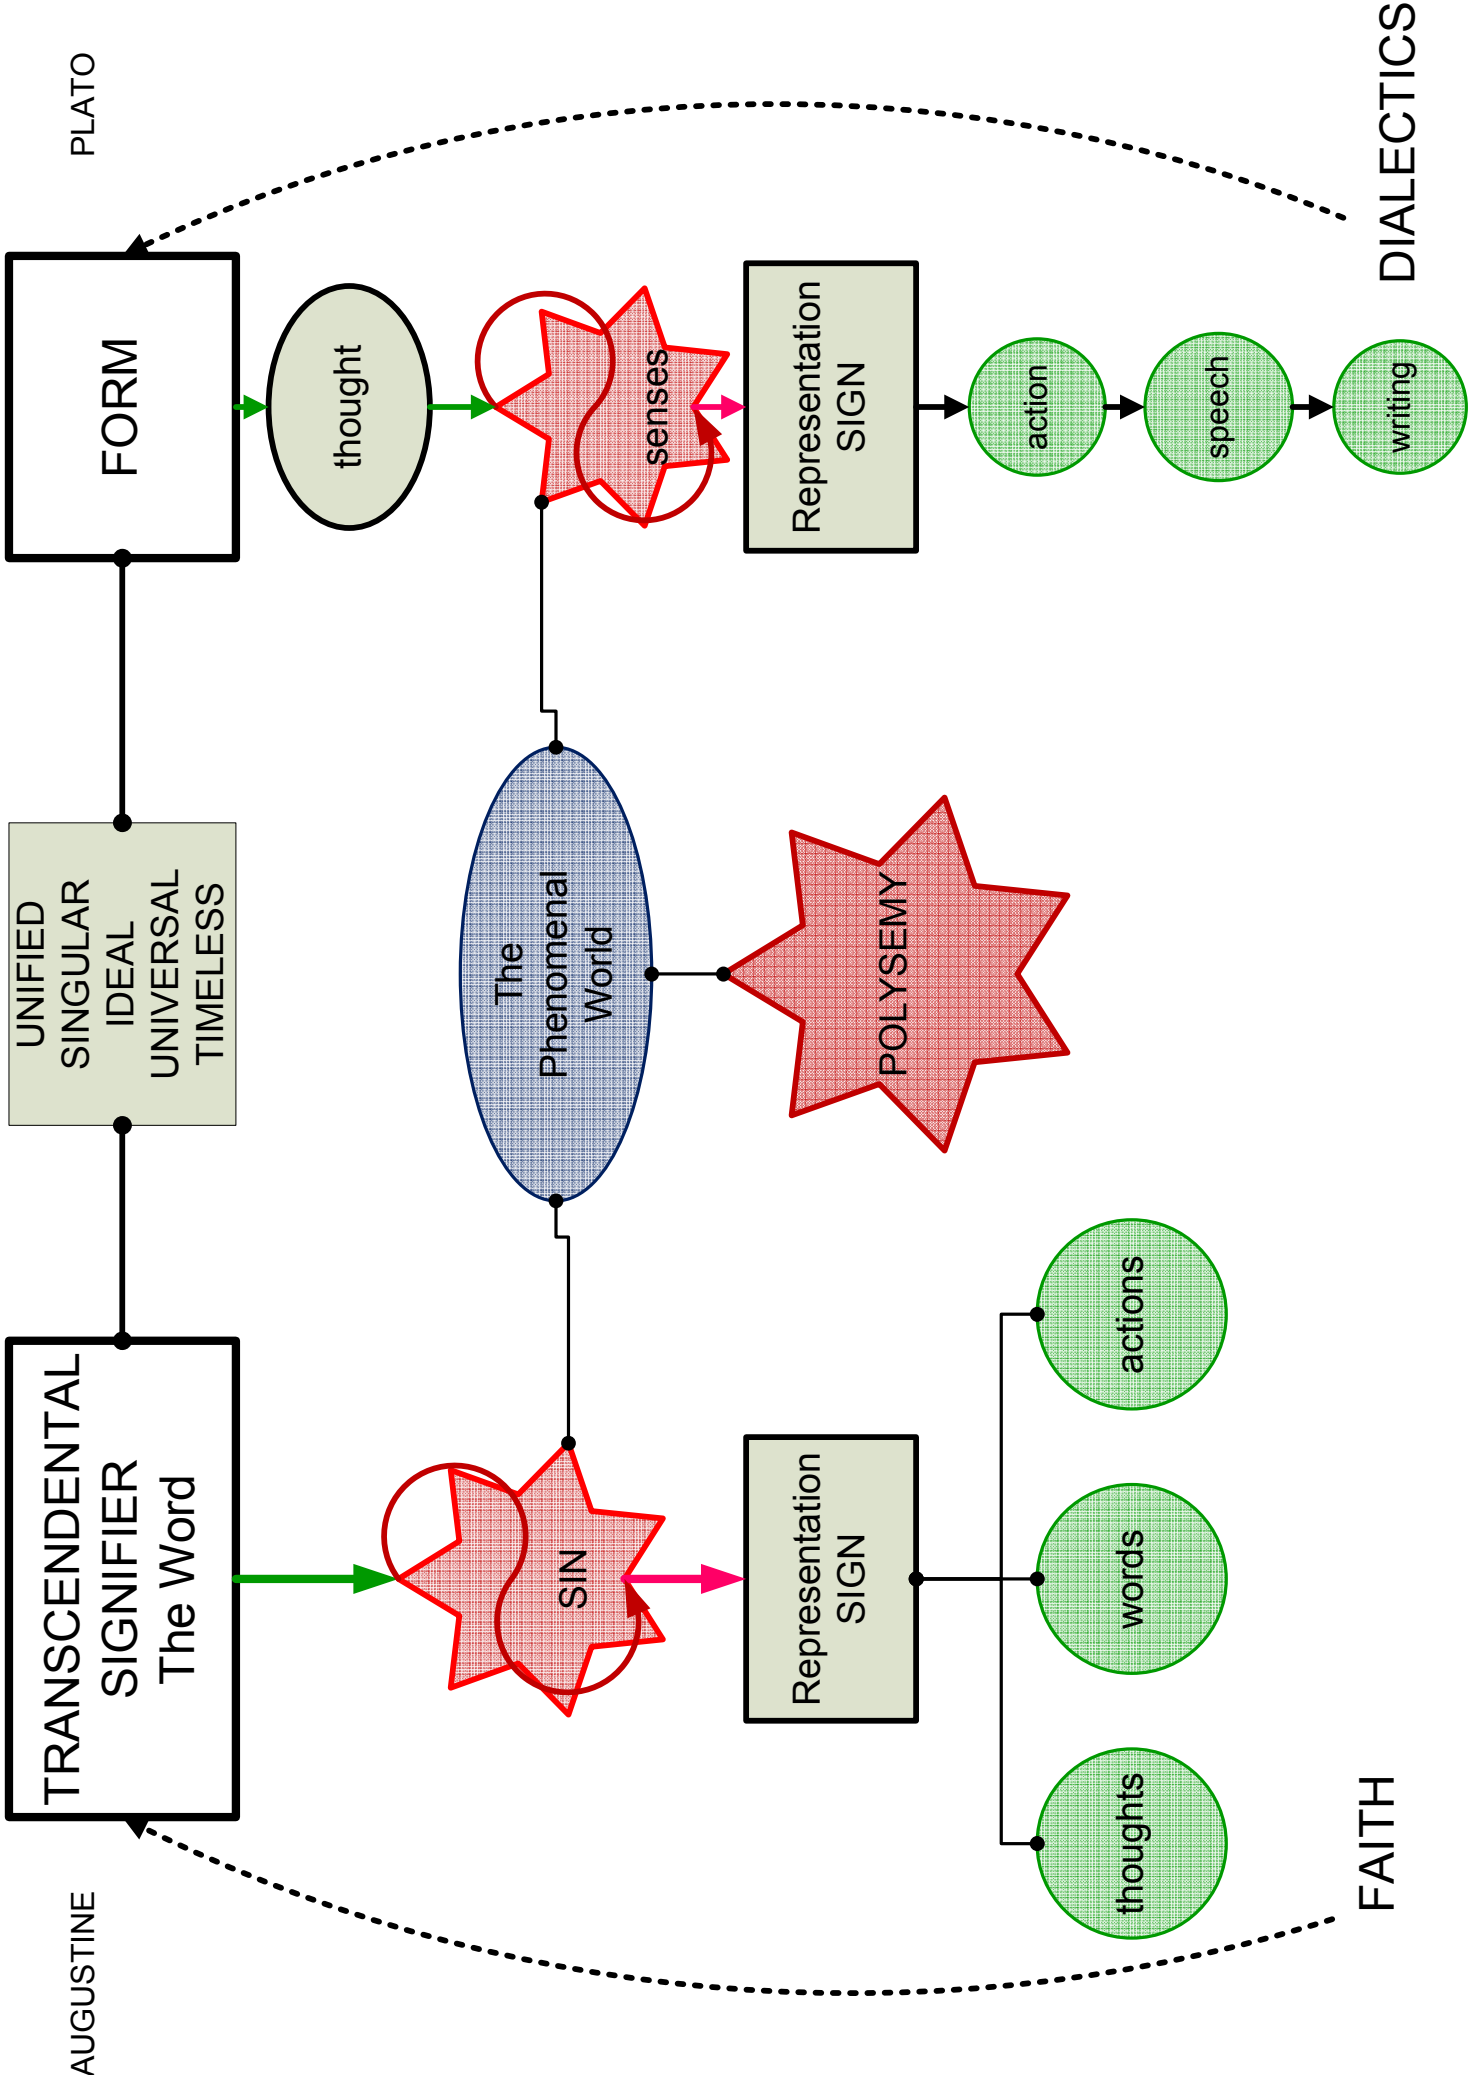 AUGUSTINE
PLATO
TRANSCENDENTAL
SIGNIFIER
The Word
UNIFIED
SINGULAR
IDEAL
UNIVERSAL
TIMELESS
FORM
thought
SIN
The
Phenomenal
World
senses
Representation
SIGN
POLYSEMY
Representation
SIGN
thoughts
words
actions
action
speech
writing
FAITH
DIALECTICS